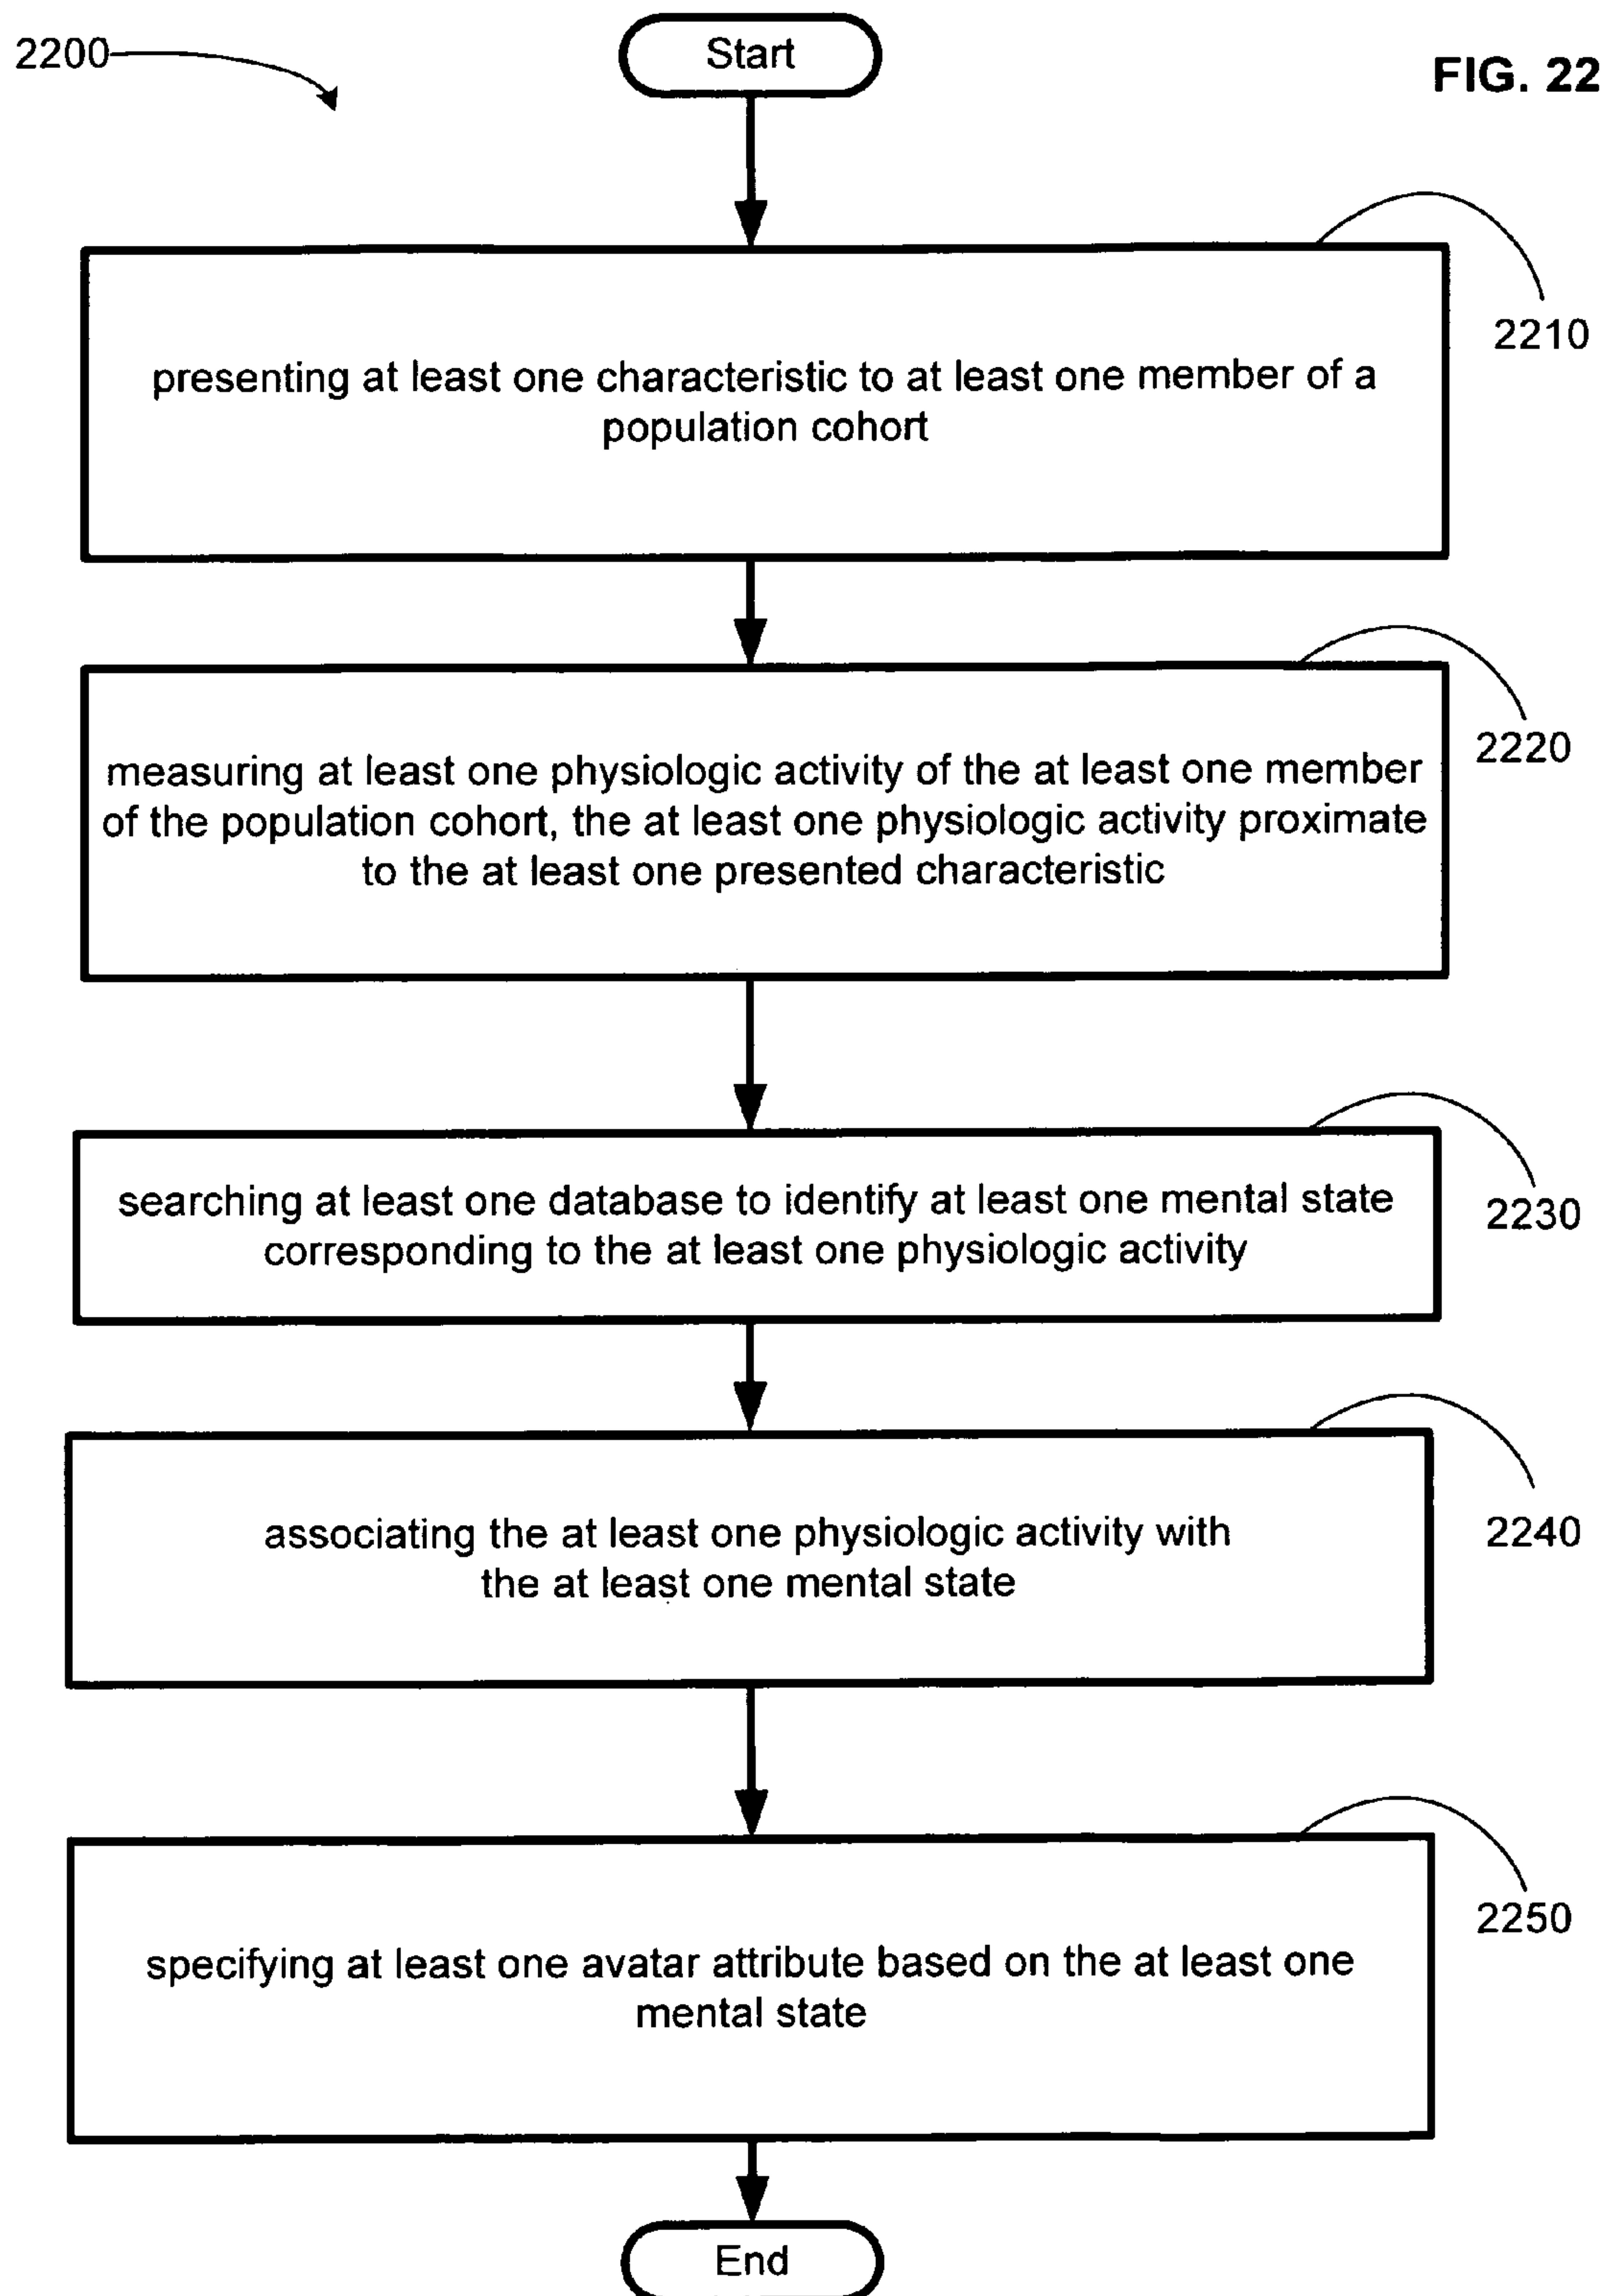 2200
Start
FIG. 22
2210
presenting at least one characteristic to at least one member of a
population cohort
2220
measuring at least one physiologic activity of the at least one member
of the population cohort, the at least one physiologic activity proximate
to the at least one presented characteristic
2230
searching at least one database to identify at least one mental state
corresponding to the at least one physiologic activity
2240
associating the at least one physiologic activity with
the at least one mental state
2250
specifying at least one avatar attribute based on the at least one
mental state
End